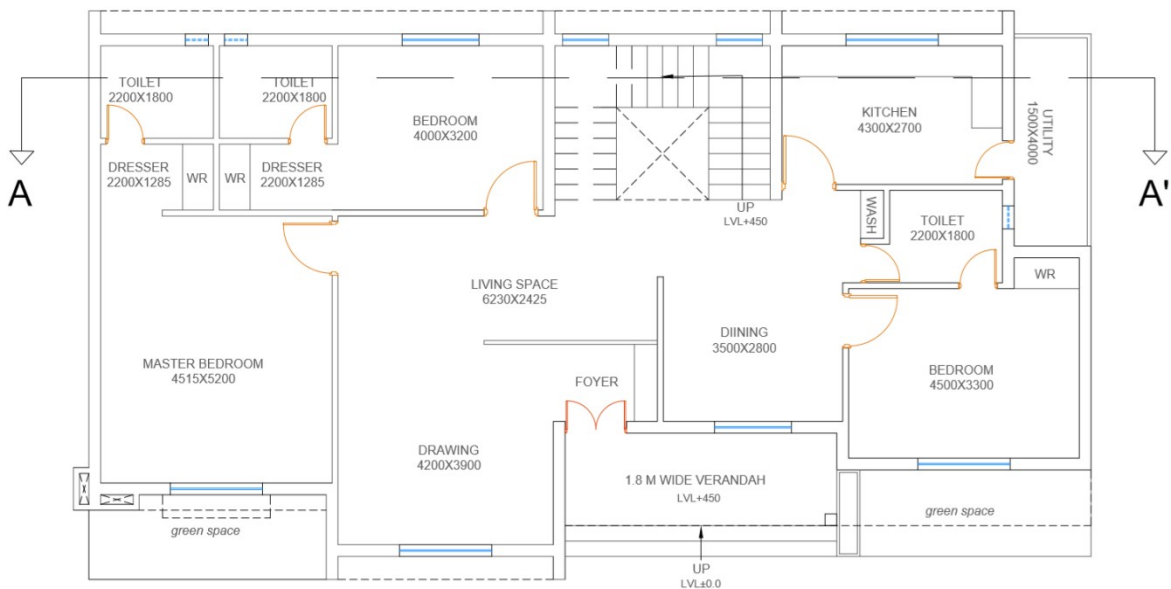 TOILET
2200X1800
TOILET
2200X1800
BEDROOM
4000X3200
KITCHEN
4300X2700
UTILITY
1500X4000
A
A'
DRESSER
2200X1285
WR
WR
DRESSER
2200X1285
UP
LVL+450
WASH
TOILET
2200X1800
WR
LIVING SPACE
6230X2425
DIINING
3500X2800
MASTER BEDROOM
4515X5200
FOYER
BEDROOM
4500X3300
DRAWING
4200X3900
1.8 M WIDE VERANDAH
LVL+450
green space
green space
UP
LVL±0.0